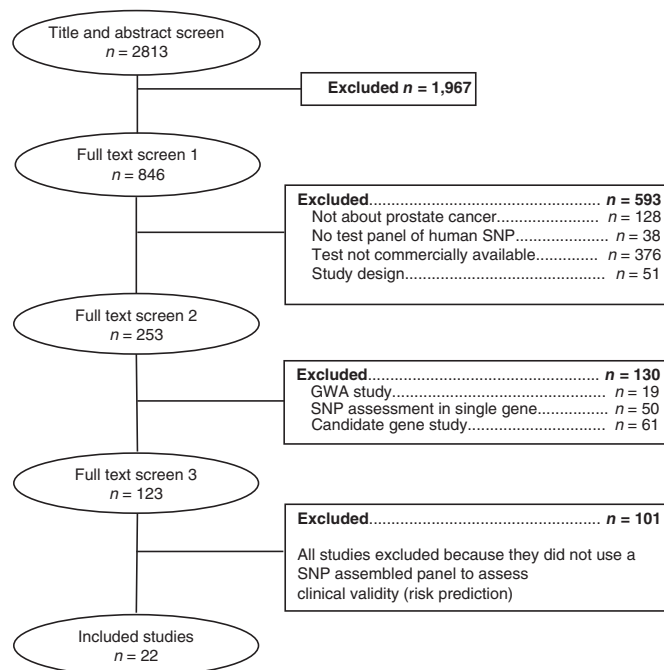 Title and abstract screen
n = 2813
Excluded n = 1,967
Full text screen 1
n = 846
Excluded............................................................ n = 593
Not about prostate cancer...................... n = 128
No test panel of human SNP...................... n = 38
Test not commercially available.............. n = 376
Study design............................................... n = 51
Full text screen 2
n = 253
Excluded............................................................ n = 130
GWA study................................................... n = 19
SNP assessment in single gene................ n = 50
Candidate gene study............................... n = 61
Full text screen 3
n = 123
Excluded............................................................ n = 101
All studies excluded because they did not use a
SNP assembled panel to assess
clinical validity (risk prediction)
Included studies
n = 22